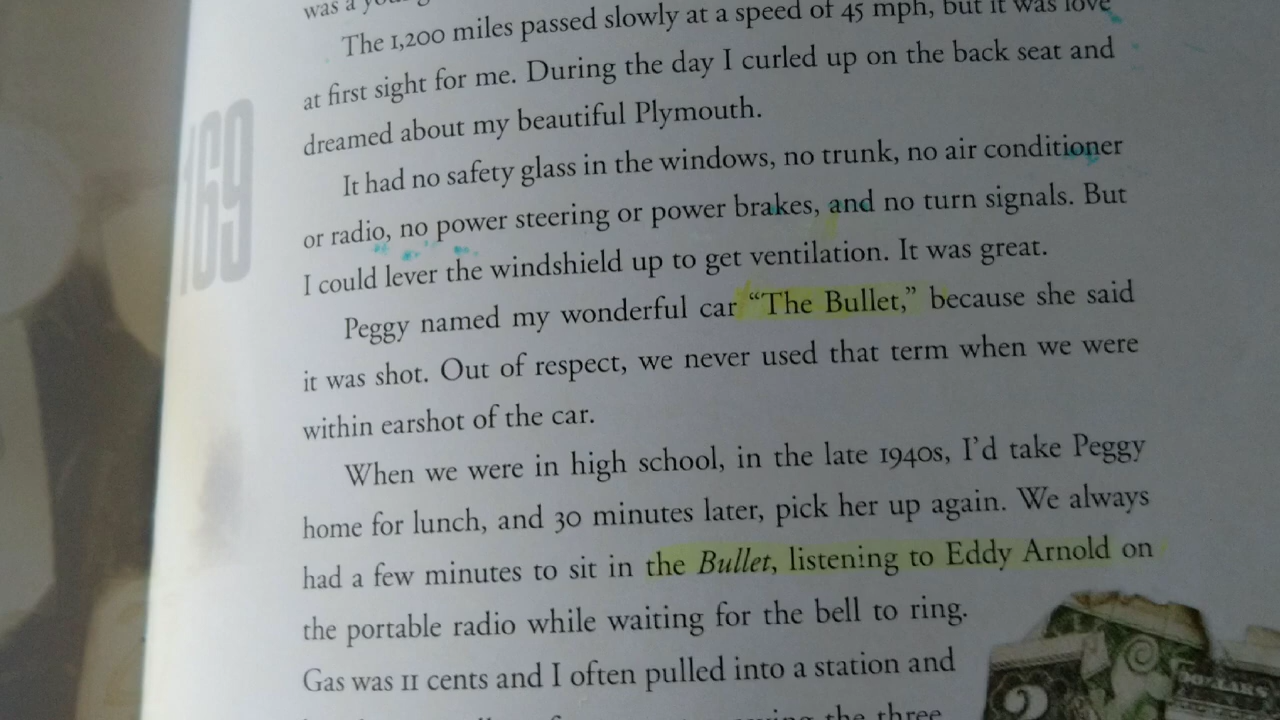 was a
The 1,200 miles passed slowly at a speed of 45 mph, but it was love
at first sight for me. During the day I curled up on the back seat and
dreamed about my beautiful Plymouth.
It had no safety glass in the windows, no trunk, no air conditioner
or radio, no power steering or power brakes, and no turn signals. But
I could lever the windshield up to get ventilation. It was great.
Peggy named my wonderful car “The Bullet,” because she said
it was shot. Out of respect, we never used that term when we were
within earshot of the car.
When we were in high school, in the late 1940s, I’d take Peggy
home for lunch, and 30 minutes later, pick her up again. We always
had a few minutes to sit in the Bullet, listening to Eddy Arnold on
the portable radio while waiting for the bell to ring.
Gas was 11 cents and I often pulled into a station and
the three
169
2
DOLLARS